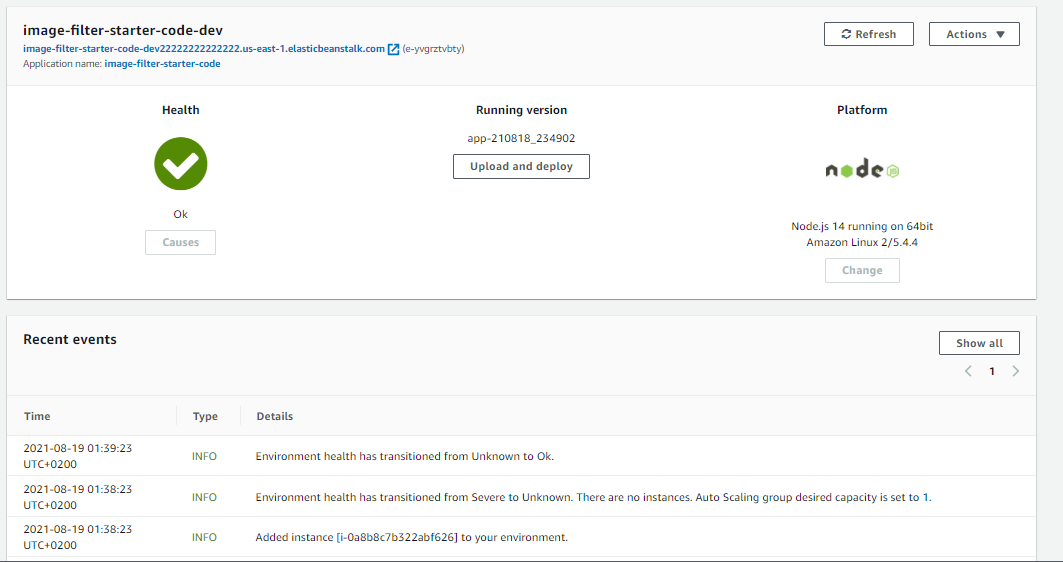 image-filter-starter-code-dev
image-filter-starter-code-dev22222222222222.us-east-1.elasticbeanstalk.com (e-yvgrztvbty)
Application name: image-filter-starter-code
Refresh
Actions
Health
Running version
Platform
app-210818_234902
Upload and deploy
node JS
Ok
Causes
Node.js 14 running on 64bit
Amazon Linux 2/5.4.4
Change
Recent events
Show all
1
Time Type Details
2021-08-19 01:39:23
UTC+0200
INFO
Environment health has transitioned from Unknown to Ok.
2021-08-19 01:38:23
UTC+0200
INFO
Environment health has transitioned from Severe to Unknown. There are no instances. Auto Scaling group desired capacity is set to 1.
2021-08-19 01:38:23
UTC+0200
INFO
Added instance [i-0a8b8c7b322abf626] to your environment.